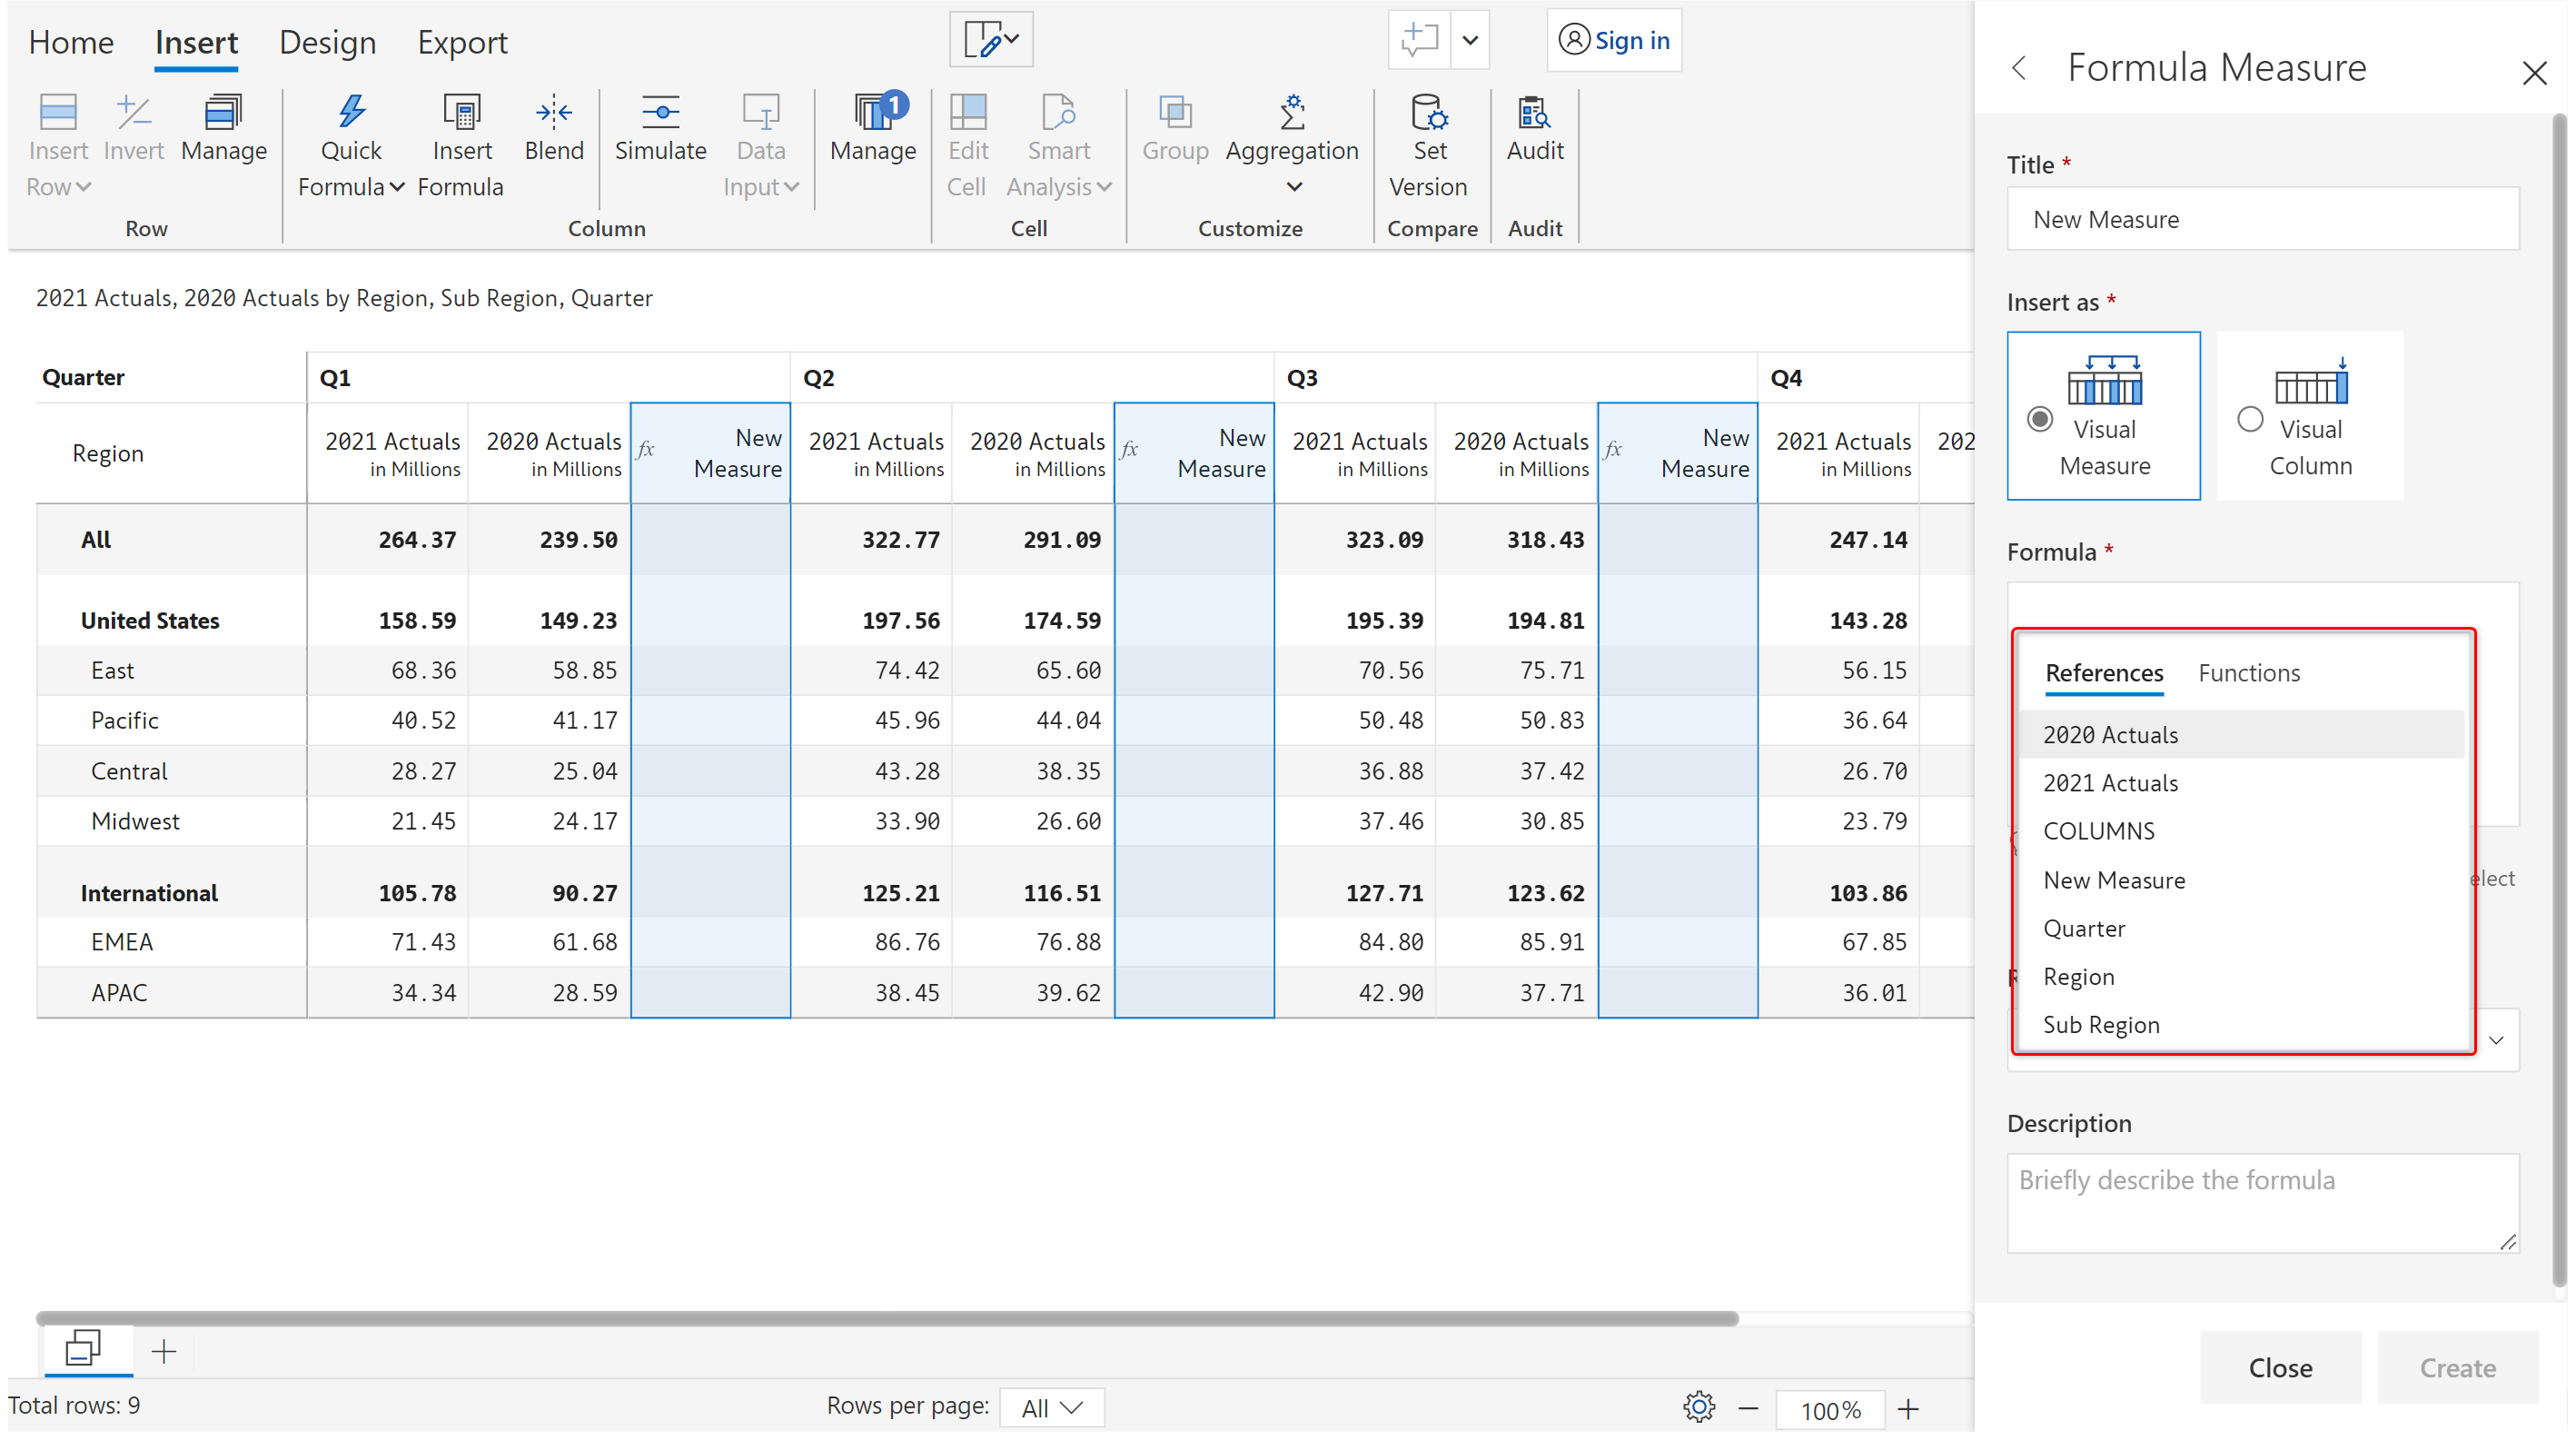 Home Insert Design Export
Sign in
Insert Row
Invert
Manage
Quick Formula
Insert Formula
Blend
Simulate
Data Input
Manage
1
Edit Cell
Smart Analysis
Group
Aggregation
Set Version
Audit
Row Column Cell Customize Compare Audit
2021 Actuals, 2020 Actuals by Region, Sub Region, Quarter
Quarter Q1 Q2 Q3 Q4
Region 2021 Actuals in Millions 2020 Actuals in Millions fx New Measure 2021 Actuals in Millions 2020 Actuals in Millions fx New Measure 2021 Actuals in Millions 2020 Actuals in Millions fx New Measure 2021 Actuals in Millions 202
All 264.37 239.50 322.77 291.09 323.09 318.43 247.14
United States 158.59 149.23 197.56 174.59 195.39 194.81 143.28
East 68.36 58.85 74.42 65.60 70.56 75.71 56.15
Pacific 40.52 41.17 45.96 44.04 50.48 50.83 36.64
Central 28.27 25.04 43.28 38.35 36.88 37.42 26.70
Midwest 21.45 24.17 33.90 26.60 37.46 30.85 23.79
International 105.78 90.27 125.21 116.51 127.71 123.62 103.86
EMEA 71.43 61.68 86.76 76.88 84.80 85.91 67.85
APAC 34.34 28.59 38.45 39.62 42.90 37.71 36.01
Total rows: 9
Rows per page: All
100%
Formula Measure
Title *
New Measure
Insert as *
Visual Measure
Visual Column
Formula *
References Functions
2020 Actuals
2021 Actuals
COLUMNS
New Measure
elect
Quarter
Region
Sub Region
Description
Briefly describe the formula
Close Create